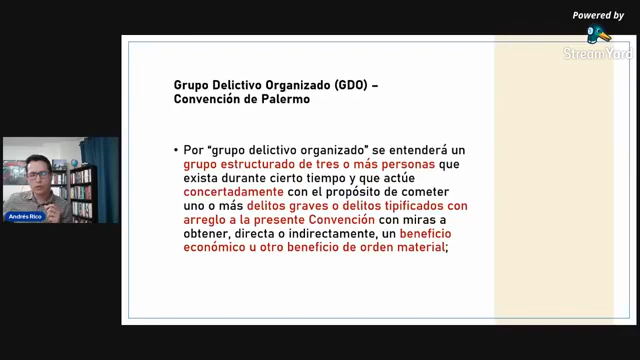 Powered by
StreamYard
Grupo Delictivo Organizado (GDO) –
Convención de Palermo
• Por “grupo delictivo organizado” se entenderá un
grupo estructurado de tres o más personas que
exista durante cierto tiempo y que actúe
concertadamente con el propósito de cometer
uno o más delitos graves o delitos tipificados con
arreglo a la presente Convención con miras a
obtener, directa o indirectamente, un beneficio
económico u otro beneficio de orden material;
Andrés Rico